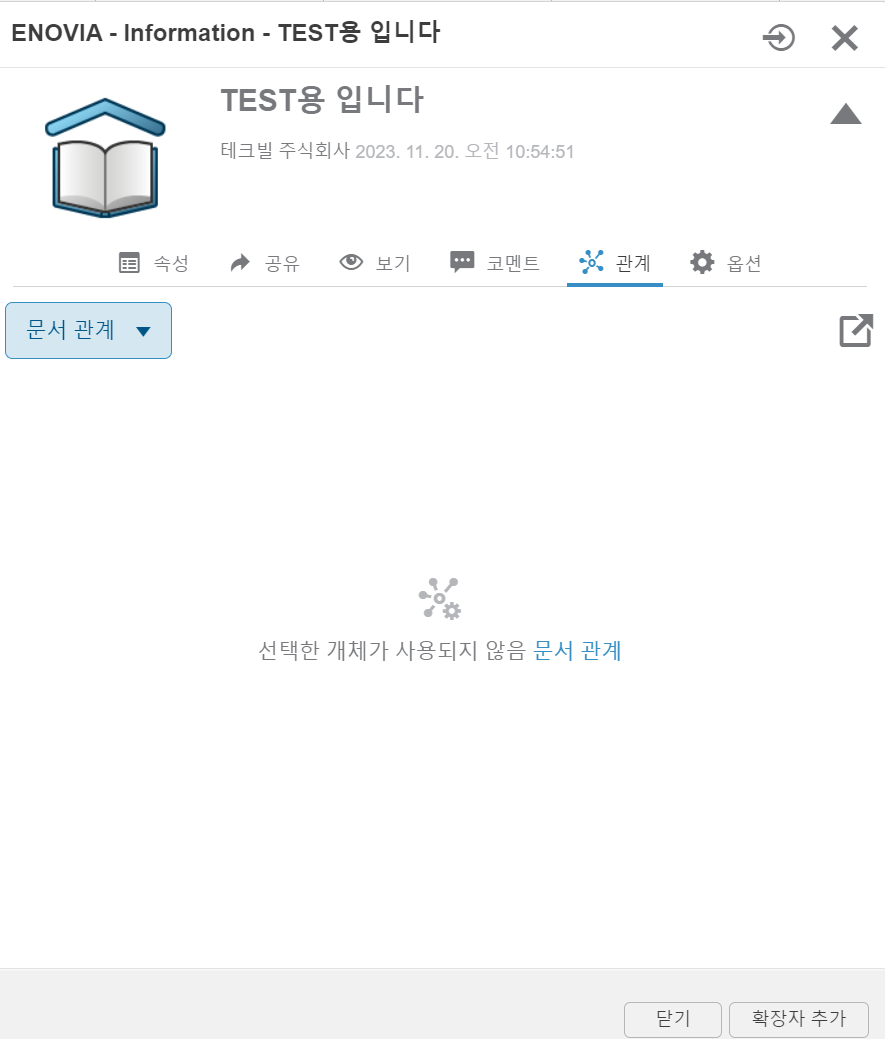 ENOVIA - Information - TEST용 입니다
TEST용 입니다
테크빌 주식회사 2023. 11. 20. 오전 10:54:51
속성 공유 보기 코멘트 관계 옵션
문서 관계
선택한 개체가 사용되지 않음 문서 관계
닫기 확장자 추가